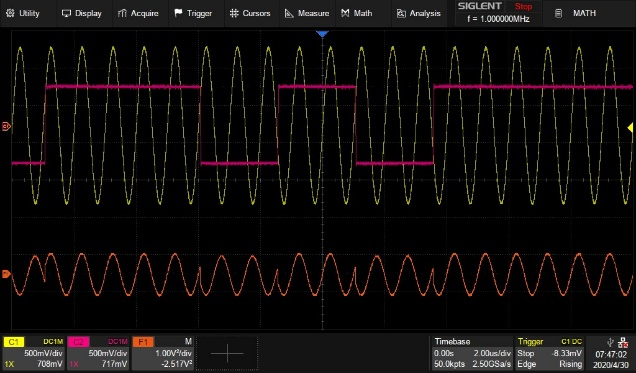 Utility Display Acquire Trigger Cursors Measure Math Analysis SIGLENT Stop MATH
f = 1.000000MHz
C1 DC1M C2 DC1M F1 M Timebase Trigger C1 DC
500mV/div 500mV/div 1.00V²/div 0.00s 2.00us/div Stop -8.33mV 07:47:02
1X 708mV 1X 717mV -2.517V² 50.0kpts 2.50GSa/s Edge Rising 2020/4/30